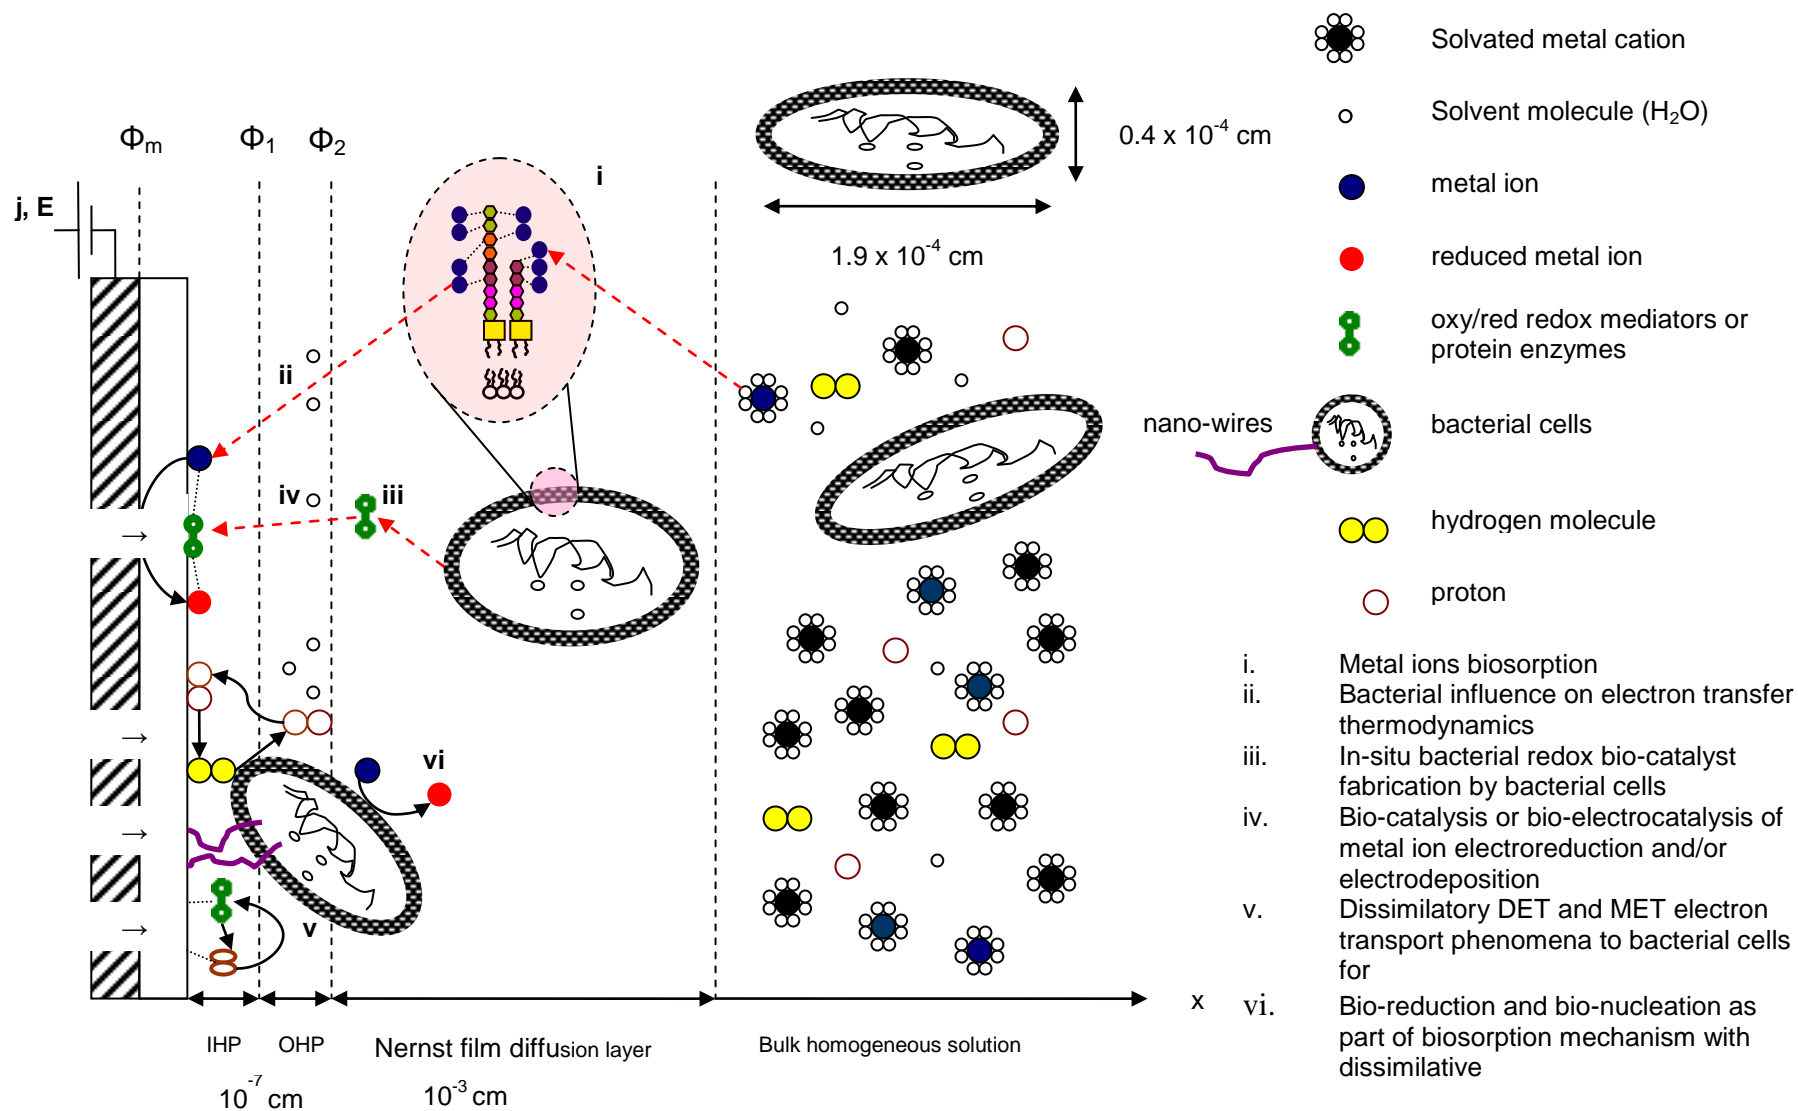 Φm
Φ1
Φ2
j, E
i
ii
iii
iv
v
vi
0.4 x 10-4 cm
1.9 x 10-4 cm
IHP
OHP
Nernst film diffusion layer
Bulk homogeneous solution
x
10-7 cm
10-3 cm
→
→
→
→
Solvated metal cation
Solvent molecule (H2O)
metal ion
reduced metal ion
oxy/red redox mediators or
protein enzymes
nano-wires
bacterial cells
hydrogen molecule
proton
i. Metal ions biosorption
ii. Bacterial influence on electron transfer
thermodynamics
iii. In-situ bacterial redox bio-catalyst
fabrication by bacterial cells
iv. Bio-catalysis or bio-electrocatalysis of
metal ion electroreduction and/or
electrodeposition
v. Dissimilatory DET and MET electron
transport phenomena to bacterial cells
for
vi. Bio-reduction and bio-nucleation as
part of biosorption mechanism with
dissimilative